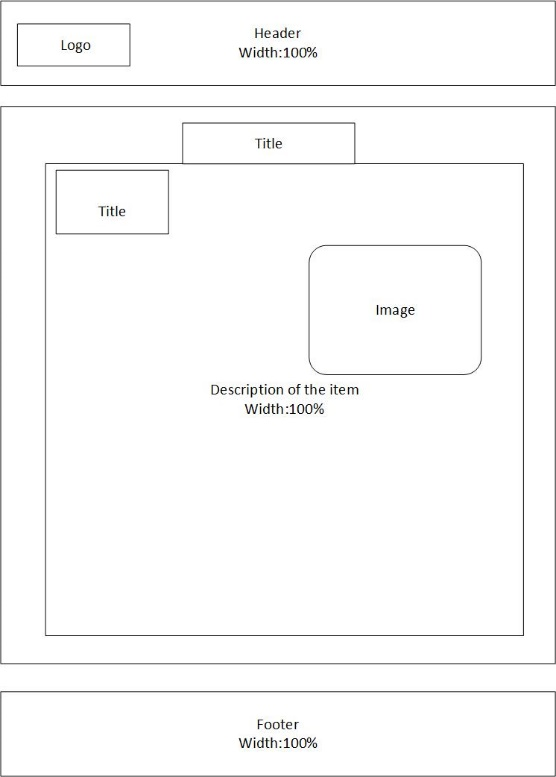 Logo
Header
Width:100%
Title
Title
Image
Description of the item
Width:100%
Footer
Width:100%